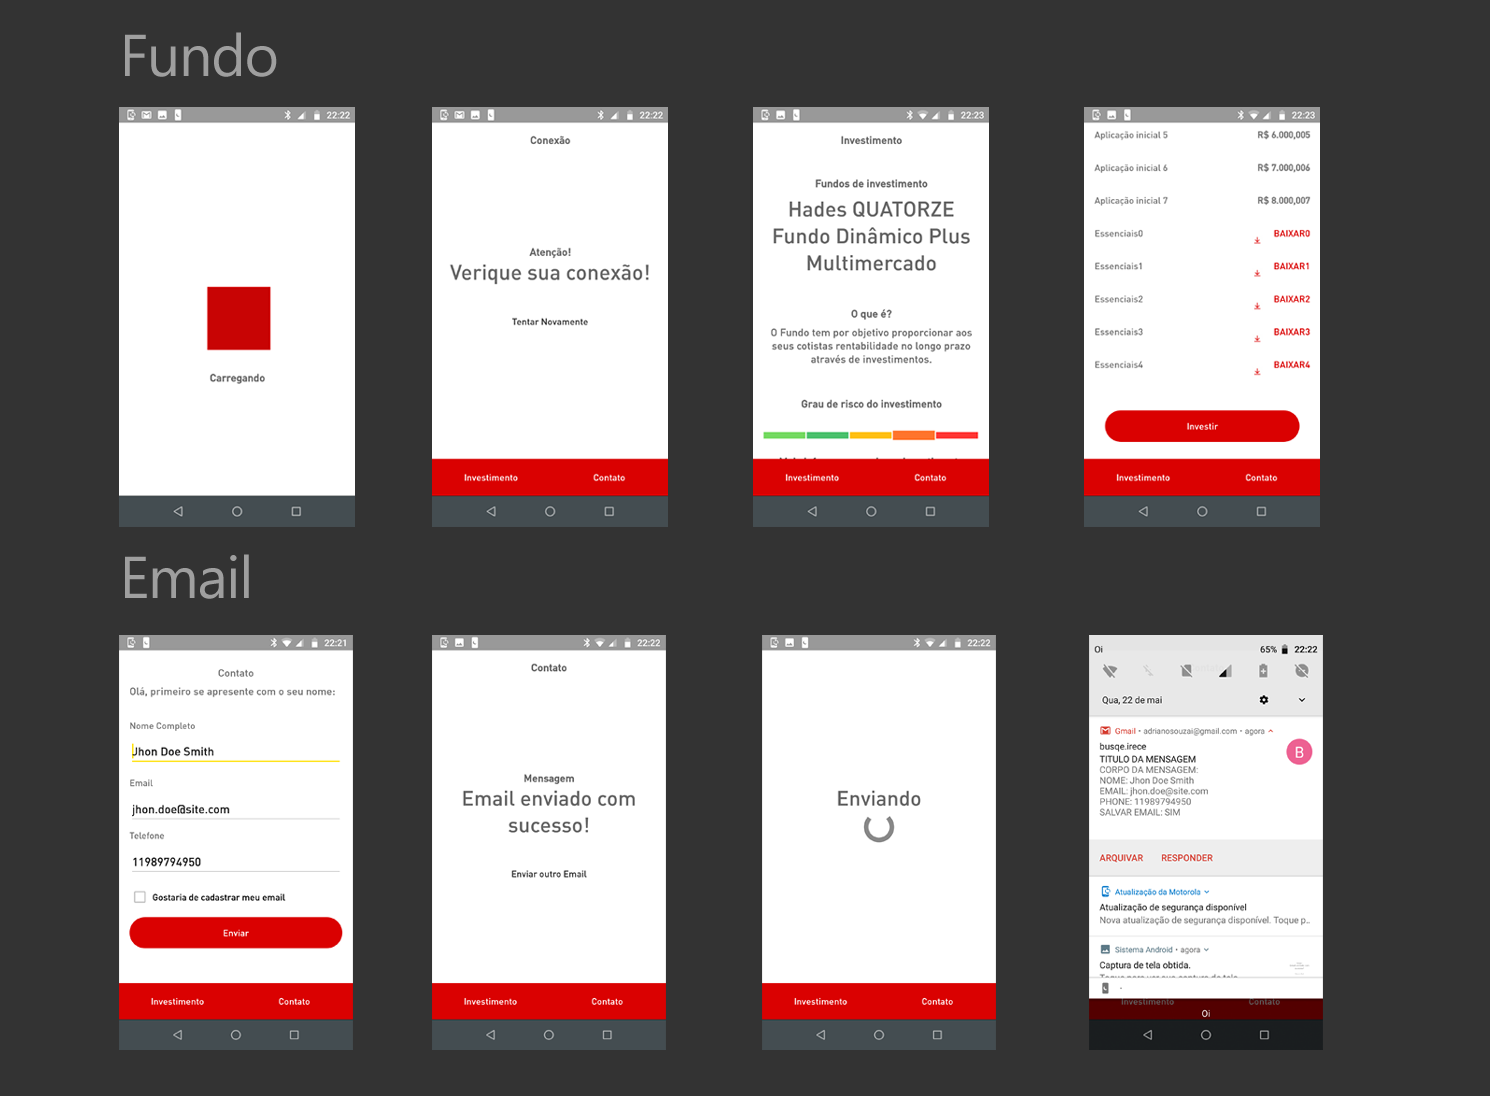 Fundo
22:22
Carregando
22:22
Conexão
Atenção!
Verique sua conexão!
Tentar Novamente
Investimento Contato
22:23
Investimento
Fundos de investimento
Hades QUATORZE
Fundo Dinâmico Plus
Multimercado
O que é?
O Fundo tem por objetivo proporcionar aos
seus cotistas rentabilidade no longo prazo
através de investimentos.
Grau de risco do investimento
Investimento Contato
22:23
Aplicação inicial 5 R$ 6.000,005
Aplicação inicial 6 R$ 7.000,006
Aplicação inicial 7 R$ 8.000,007
Essenciais0 BAIXAR0
Essenciais1 BAIXAR1
Essenciais2 BAIXAR2
Essenciais3 BAIXAR3
Essenciais4 BAIXAR4
Investir
Investimento Contato
Email
22:21
Contato
Olá, primeiro se apresente com o seu nome:
Nome Completo
Jhon Doe Smith
Email
jhon.doe@site.com
Telefone
11989794950
Gostaria de cadastrar meu email
Enviar
Investimento Contato
22:22
Contato
Mensagem
Email enviado com
sucesso!
Enviar outro Email
Investimento Contato
22:22
Enviando
Investimento Contato
Oi 65% 22:22
Qua, 22 de mai
Gmail • adrianosouzai@gmail.com • agora
busqe.irece
B
TITULO DA MENSAGEM
CORPO DA MENSAGEM:
NOME: Jhon Doe Smith
EMAIL: jhon.doe@site.com
PHONE: 11989794950
SALVAR EMAIL: SIM
ARQUIVAR RESPONDER
Atualização da Motorola
Atualização de segurança disponível
Nova atualização de segurança disponível. Toque p..
Sistema Android • agora
Captura de tela obtida.
Investimento Contato
Oi